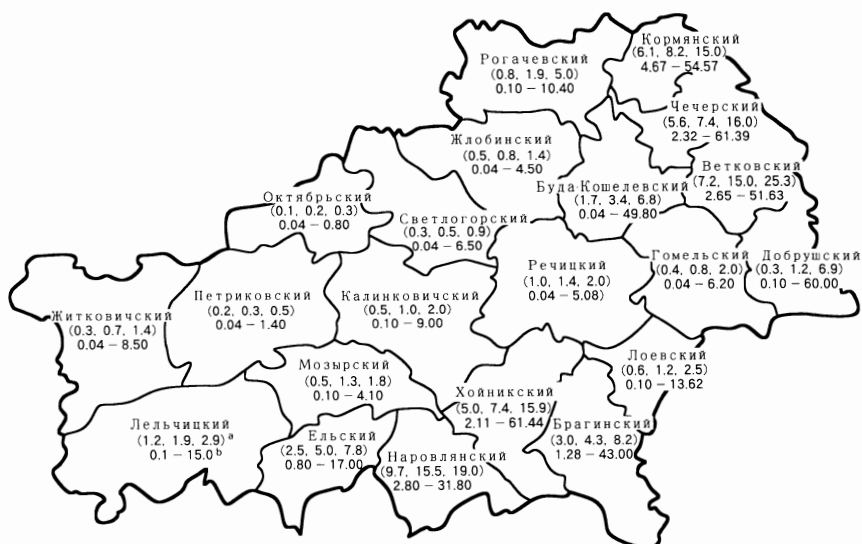 Кормянский
(6.1, 8.2, 15.0)
4.67 – 54.57
Рогачевский
(0.8, 1.9, 5.0)
0.10 – 10.40
Чечерский
(5.6, 7.4, 16.0)
2.32 – 61.39
Жлобинский
(0.5, 0.8, 1.4)
0.04 – 4.50
Ветковский
(7.2, 15.0, 25.3)
2.65 – 51.63
Буда-Кошелевский
(1.7, 3.4, 6.8)
0.04 – 49.80
Октябрьский
(0.1, 0.2, 0.3)
0.04 – 0.80
Светлогорский
(0.3, 0.5, 0.9)
0.04 – 6.50
Речицкий
(1.0, 1.4, 2.0)
0.04 – 5.08)
Гомельский
(0.4, 0.8, 2.0)
0.04 – 6.20
Добрушский
(0.3, 1.2, 6.9)
0.10 – 60.00
Житковичский
(0.3, 0.7, 1.4)
0.04 – 8.50
Петриковский
(0.2, 0.3, 0.5)
0.04 – 1.40
Калинковичский
(0.5, 1.0, 2.0)
0.10 – 9.00
Лоевский
(0.6, 1.2, 2.5)
0.10 – 13.62
Мозырский
(0.5, 1.3, 1.8)
0.10 – 4.10
Хойникский
(5.0, 7.4, 15.9)
2.11 – 61.44
Лельчицкий
(1.2, 1.9, 2.9)ᵃ
0.1 – 15.0ᵇ
Ельский
(2.5, 5.0, 7.8)
0.80 – 17.00
Наровлянский
(9.7, 15.5, 19.0)
2.80 – 31.80
Брагинский
(3.0, 4.3, 8.2)
1.28 – 43.00